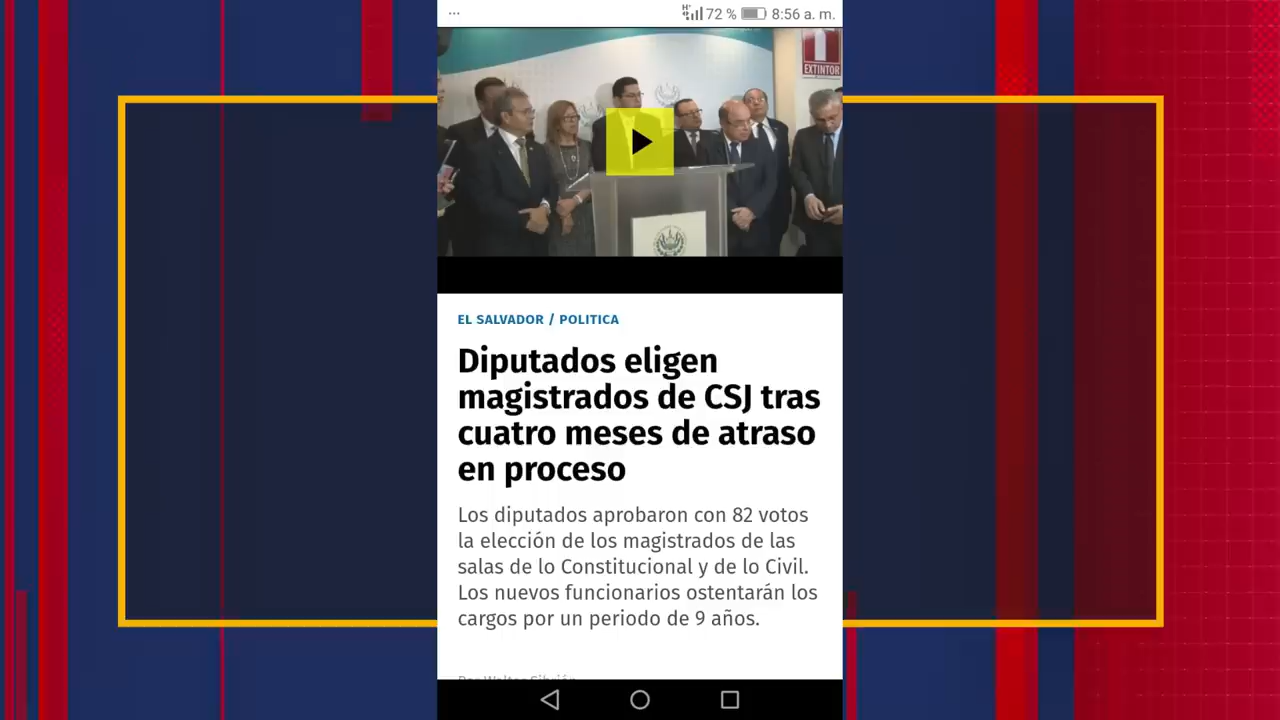 72 % 8:56 a. m.
EXTINTOR
EL SALVADOR / POLITICA
Diputados eligen
magistrados de CSJ tras
cuatro meses de atraso
en proceso
Los diputados aprobaron con 82 votos
la elección de los magistrados de las
salas de lo Constitucional y de lo Civil.
Los nuevos funcionarios ostentarán los
cargos por un periodo de 9 años.